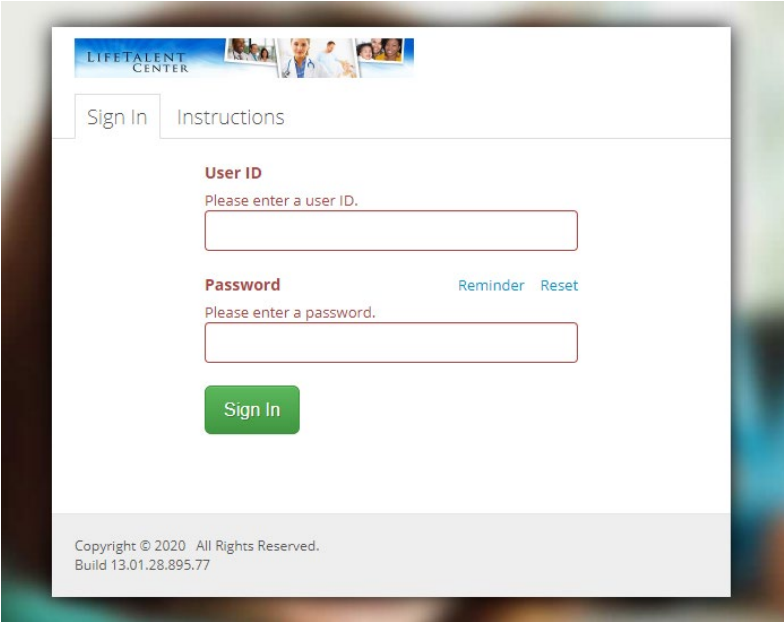 LIFETALENT
CENTER
Sign In Instructions
User ID
Please enter a user ID.
Password Reminder Reset
Please enter a password.
Sign In
Copyright © 2020 All Rights Reserved.
Build 13.01.28.895.77